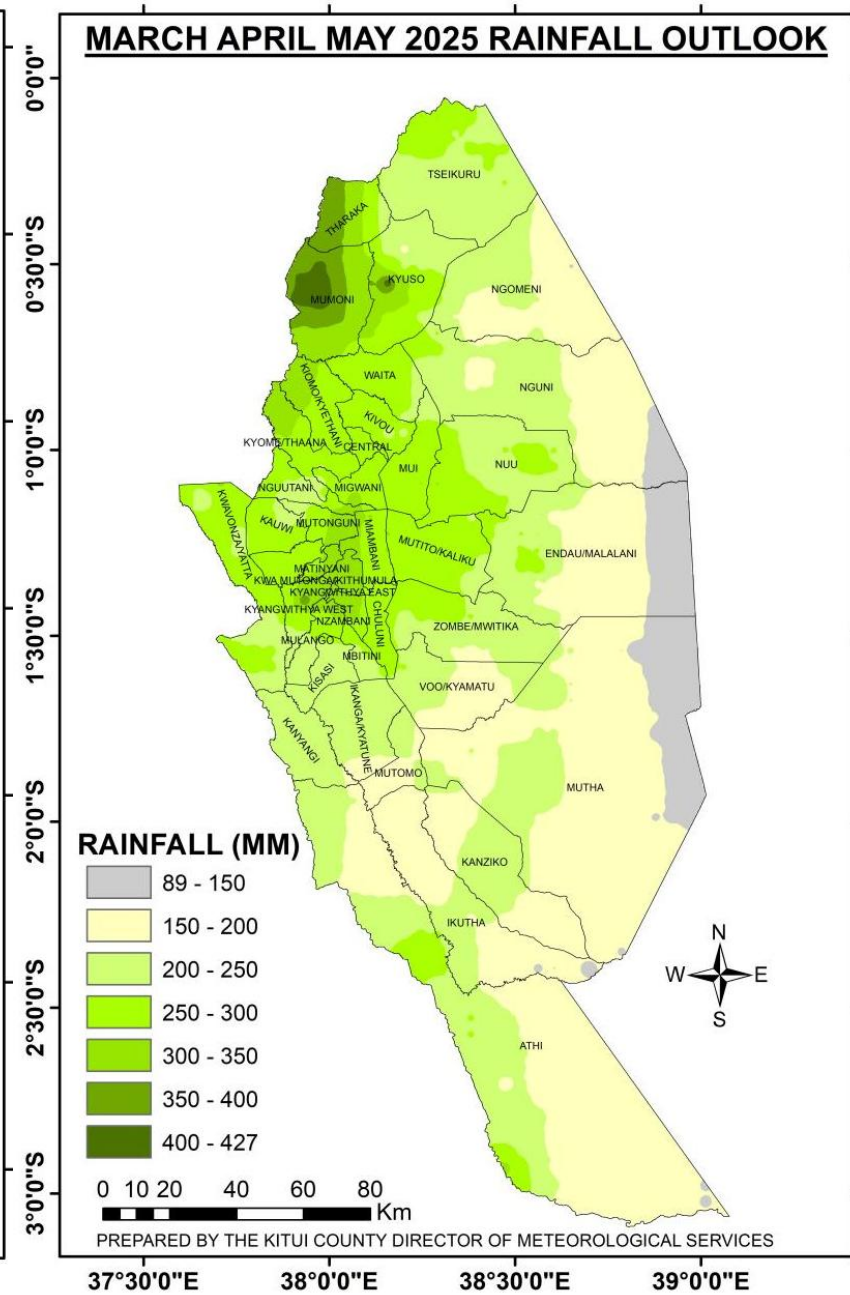 MARCH APRIL MAY 2025 RAINFALL OUTLOOK
0°0'0"
0°30'0"S
1°0'0"S
1°30'0"S
2°0'0"S
2°30'0"S
3°0'0"S
TSEIKURU
THARAKA
KYUSO
MUMONI
NGOMENI
WAITA
NGUNI
KIOMO/KYETHANI
KIVOU
KYOME/THAANA
CENTRAL
MUI
NUU
NGUUTANI
MIGWANI
KWAVONZA/YATTA
KAUWI
MUTONGUNI
MIAMBANI
MUTITO/KALIKU
ENDAU/MALALANI
MATINYANI
KWA MUTONGA/KITHUMULA
KYANGWITHYA EAST
KYANGWITHYA WEST
NZAMBANI
CHULUNI
ZOMBE/MWITIKA
MULANGO
MBITINI
KISASI
VOO/KYAMATU
IKANGA/KYATUNE
KANYANGI
MUTOMO
MUTHA
KANZIKO
IKUTHA
ATHI
RAINFALL (MM)
89 - 150
150 - 200
200 - 250
250 - 300
300 - 350
350 - 400
400 - 427
N
W E
S
0 10 20 40 60 80
Km
PREPARED BY THE KITUI COUNTY DIRECTOR OF METEOROLOGICAL SERVICES
37°30'0"E 38°0'0"E 38°30'0"E 39°0'0"E